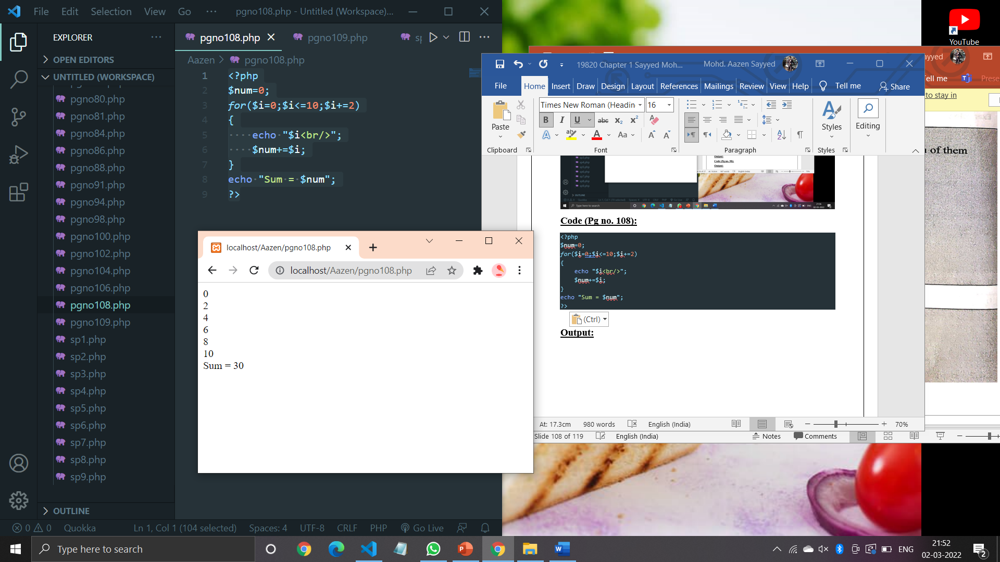 File Edit Selection View Go ··· pgno108.php - Untitled (Workspace)...
EXPLORER ···
OPEN EDITORS
UNTITLED (WORKSPACE)
pgno80.php
pgno81.php
pgno84.php
pgno86.php
pgno88.php
pgno91.php
pgno94.php
pgno98.php
pgno100.php
pgno102.php
pgno104.php
pgno106.php
pgno108.php
pgno109.php
sp1.php
sp2.php
sp3.php
sp4.php
sp5.php
sp6.php
sp7.php
sp8.php
sp9.php
OUTLINE
pgno108.php pgno109.php
Aazen > pgno108.php
1 <?php
2 $num=0;
3 for($i=0;$i<=10;$i+=2)
4 {
5 echo "$i<br/>";
6 $num+=$i;
7 }
8 echo "Sum = $num";
9 ?>
0 0 Quokka Ln 1, Col 1 (104 selected) Spaces: 4 UTF-8 CRLF PHP Go Live
localhost/Aazen/pgno108.php
localhost/Aazen/pgno108.php
0
2
4
6
8
10
Sum = 30
YouTube
19820 Chapter 1 Sayyed Moh... Mohd. Aazen Sayyed
File Home Insert Draw Design Layout References Mailings Review View Help Tell me Share
Paste
Clipboard
Times New Roman (Headin 16
B I U abc x₂ x²
A ab A Aa A A
Font
Paragraph
Styles
Styles
Editing
Code (Pg no. 108):
<?php
$num=0;
for($i=0;$i<=10;$i+=2)
{
echo "$i<br/>";
$num+=$i;
}
echo "Sum = $num";
?>
(Ctrl)
Output:
At: 17.3cm 980 words English (India) 70%
Slide 108 of 119 English (India) Notes Comments
ayyed
Tell me Prese
to stay in
of them
Type here to search
ENG
21:52
02-03-2022
2